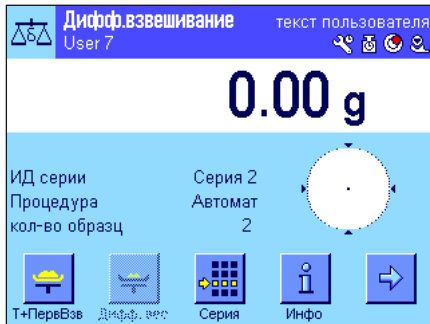 Дифф.взвешивание текст пользователя
User 7
0.00 g
ИД серии Серия 2
Процедура Автомат
кол-во образц 2
Т+ПервВзв Дифф. вес Серия Инфо